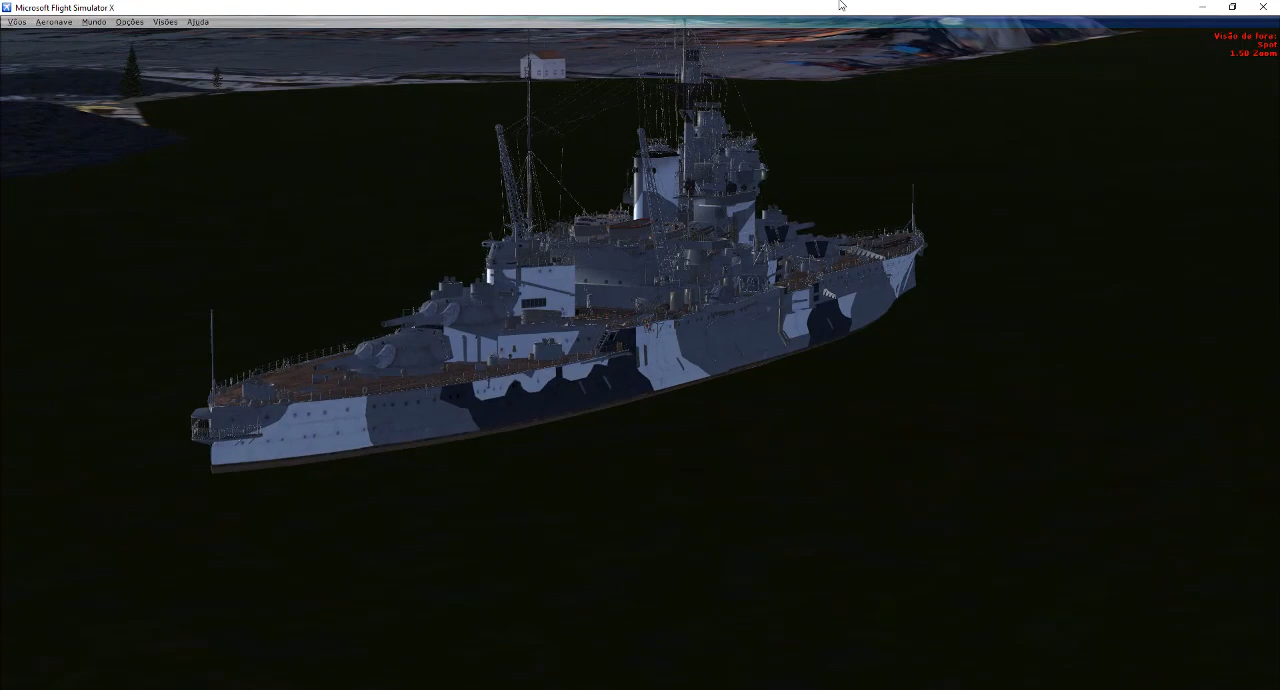 Microsoft Flight Simulator X
Vôos Aeronave Mundo Opções Visões Ajuda
Visão de fora:
Spot
1.50 Zoom